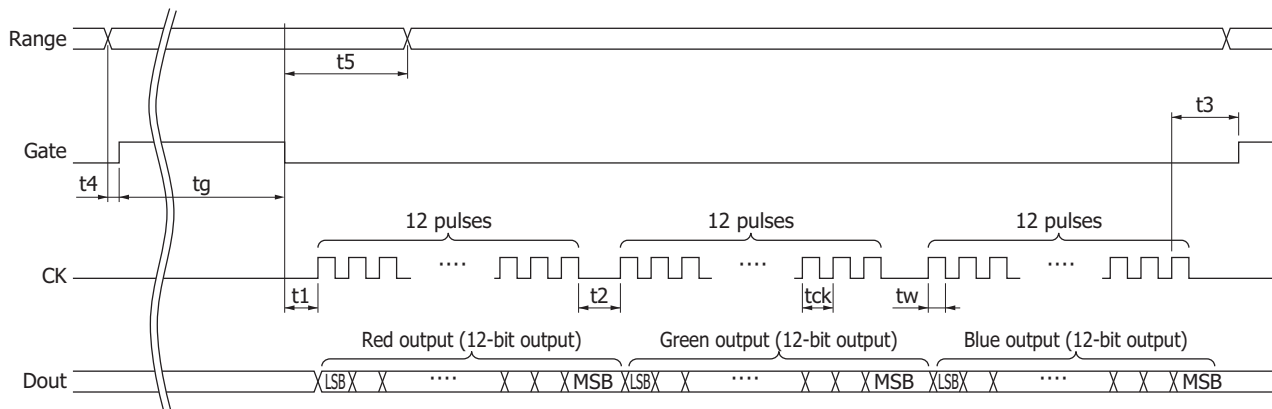 Range
t5
t3
Gate
t4
tg
12 pulses
12 pulses
12 pulses
CK
....
....
....
t1
t2
tck
tw
Red output (12-bit output)
Green output (12-bit output)
Blue output (12-bit output)
Dout
LSB
....
MSB
LSB
....
MSB
LSB
....
MSB